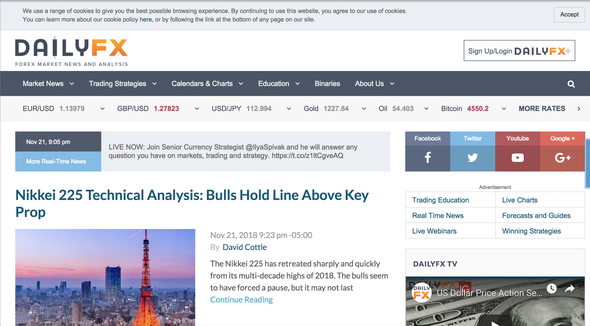 We use a range of cookies to give you the best possible browsing experience. By continuing to use this website, you agree to our use of cookies.
You can learn more about our cookie policy here, or by following the link at the bottom of any page on our site.
Accept
DAILYFX
FOREX MARKET NEWS AND ANALYSIS
Sign Up/Login DAILYFX+
Market News Trading Strategies Calendars & Charts Education Binaries About Us
EUR/USD 1.13979 GBP/USD 1.27823 USD/JPY 112.994 Gold 1227.84 Oil 54.403 Bitcoin 4550.2 MORE RATES
Nov 21, 9:05 pm
More Real-Time News
LIVE NOW: Join Senior Currency Strategist @IlyaSpivak and he will answer any
question you have on markets, trading and strategy. https://t.co/z1ltCgveAQ
Facebook Twitter Youtube Google +
f G+
Nikkei 225 Technical Analysis: Bulls Hold Line Above Key
Prop
Nov 21, 2018 9:23 pm -05:00
By David Cottle
The Nikkei 225 has retreated sharply and quickly
from its multi-decade highs of 2018. The bulls seem
to have forced a pause, but it may not last
Continue Reading
Advertisement
Trading Education Live Charts
Real Time News Forecasts and Guides
Live Webinars Winning Strategies
DAILYFX TV
DAILY FX
US Dollar Price Action Se...